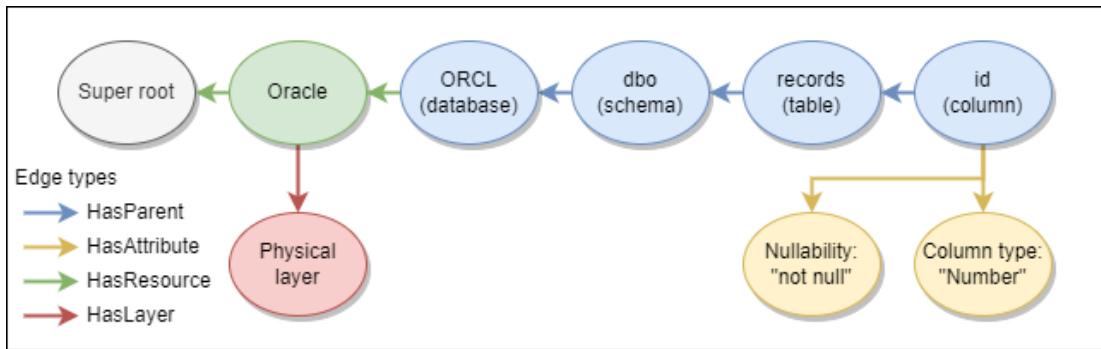 Super root
Oracle
ORCL
(database)
dbo
(schema)
records
(table)
id
(column)
Edge types
HasParent
HasAttribute
HasResource
HasLayer
Physical
layer
Nullability:
"not null"
Column type:
"Number"